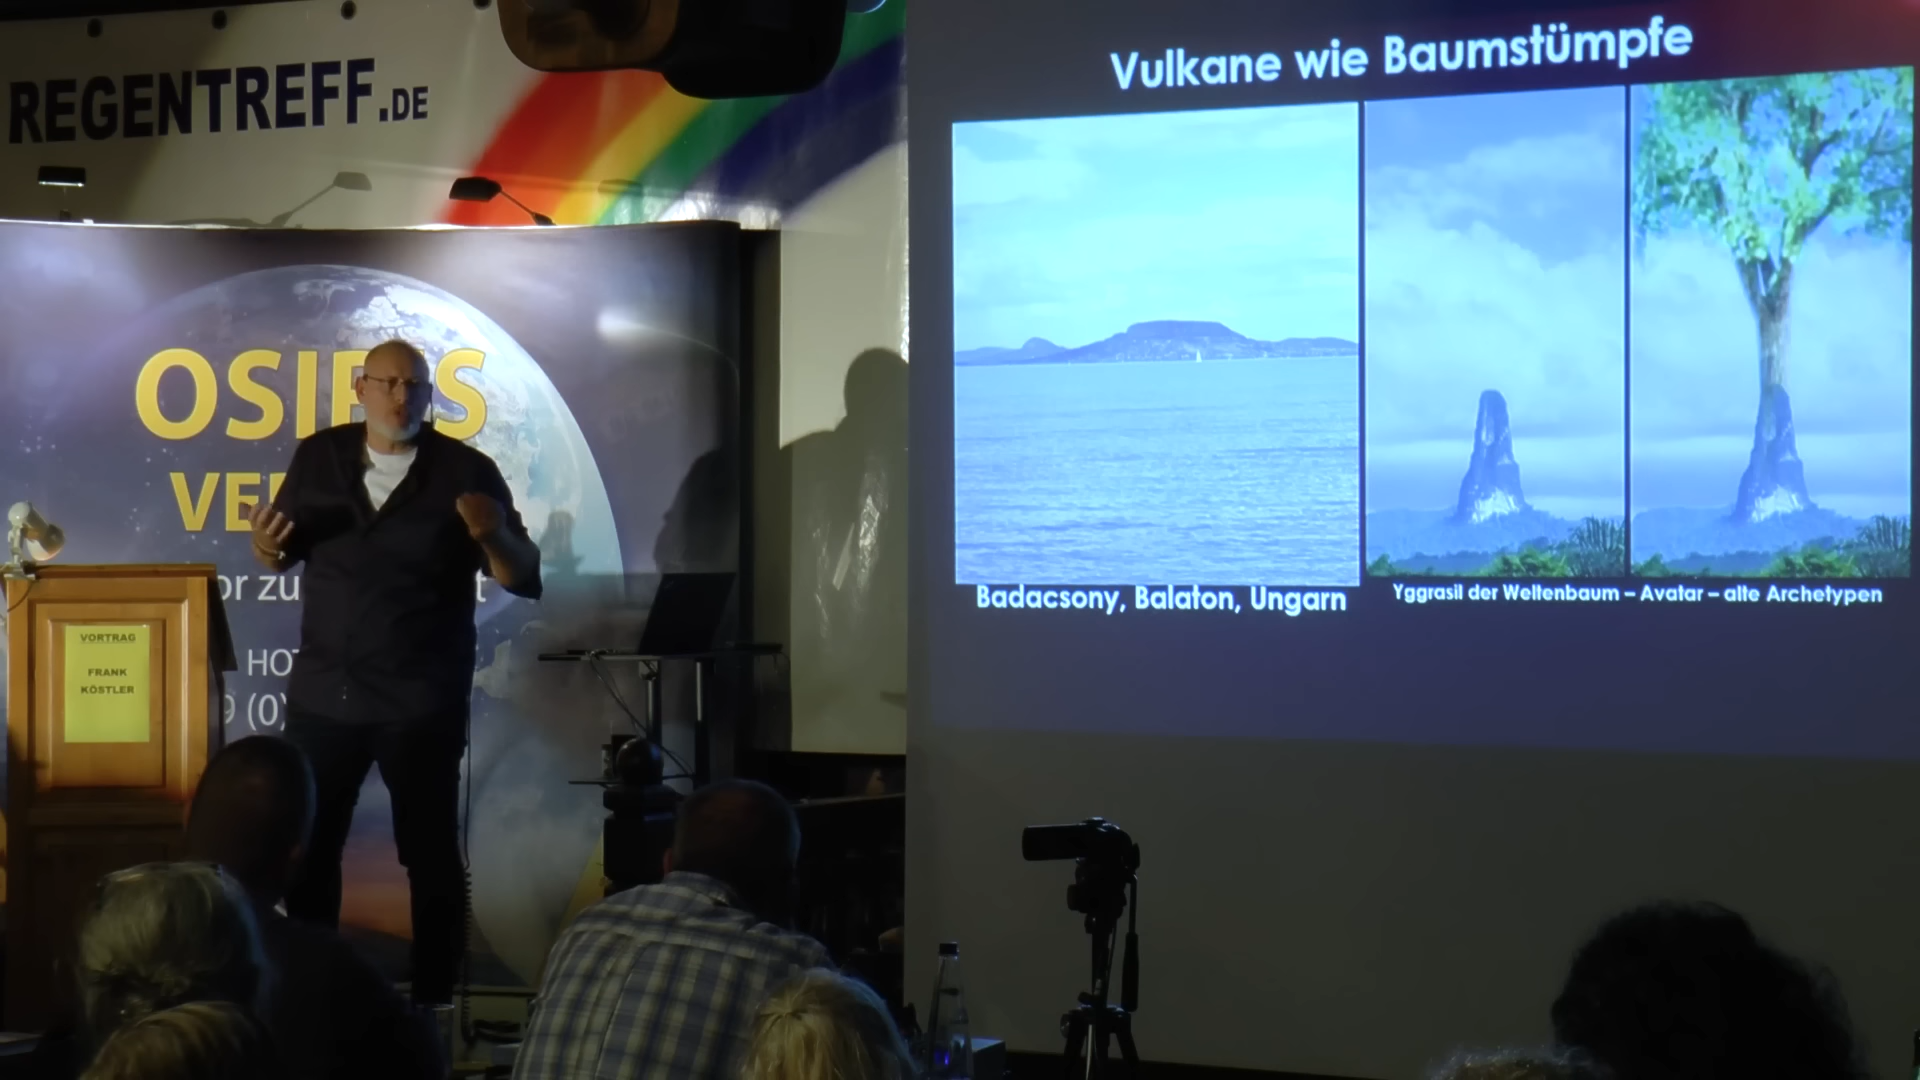 REGENTREFF.DE
OSIRIS
VE
or zu t
HOT
9 (0)
VORTRAG
FRANK
KÖSTLER
Vulkane wie Baumstümpfe
Badacsony, Balaton, Ungarn
Yggrasil der Weltenbaum – Avatar – alte Archetypen